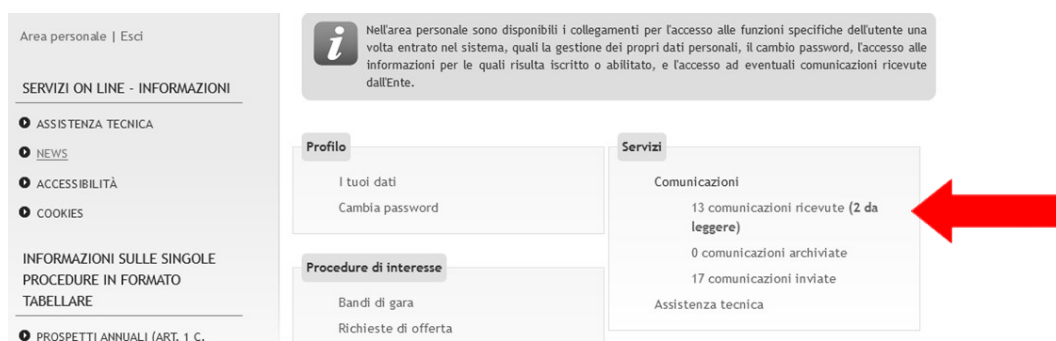 Area personale | Esci
SERVIZI ON LINE - INFORMAZIONI
ASSISTENZA TECNICA
NEWS
ACCESSIBILITÀ
COOKIES
INFORMAZIONI SULLE SINGOLE
PROCEDURE IN FORMATO
TABELLARE
PROSPETTI ANNUALI (ART. 1 C.
Nell'area personale sono disponibili i collegamenti per l'accesso alle funzioni specifiche dell'utente una
volta entrato nel sistema, quali la gestione dei propri dati personali, il cambio password, l'accesso alle
informazioni per le quali risulta iscritto o abilitato, e l'accesso ad eventuali comunicazioni ricevute
dall'Ente.
Profilo
I tuoi dati
Cambia password
Procedure di interesse
Bandi di gara
Richieste di offerta
Servizi
Comunicazioni
13 comunicazioni ricevute (2 da
leggere)
0 comunicazioni archiviate
17 comunicazioni inviate
Assistenza tecnica